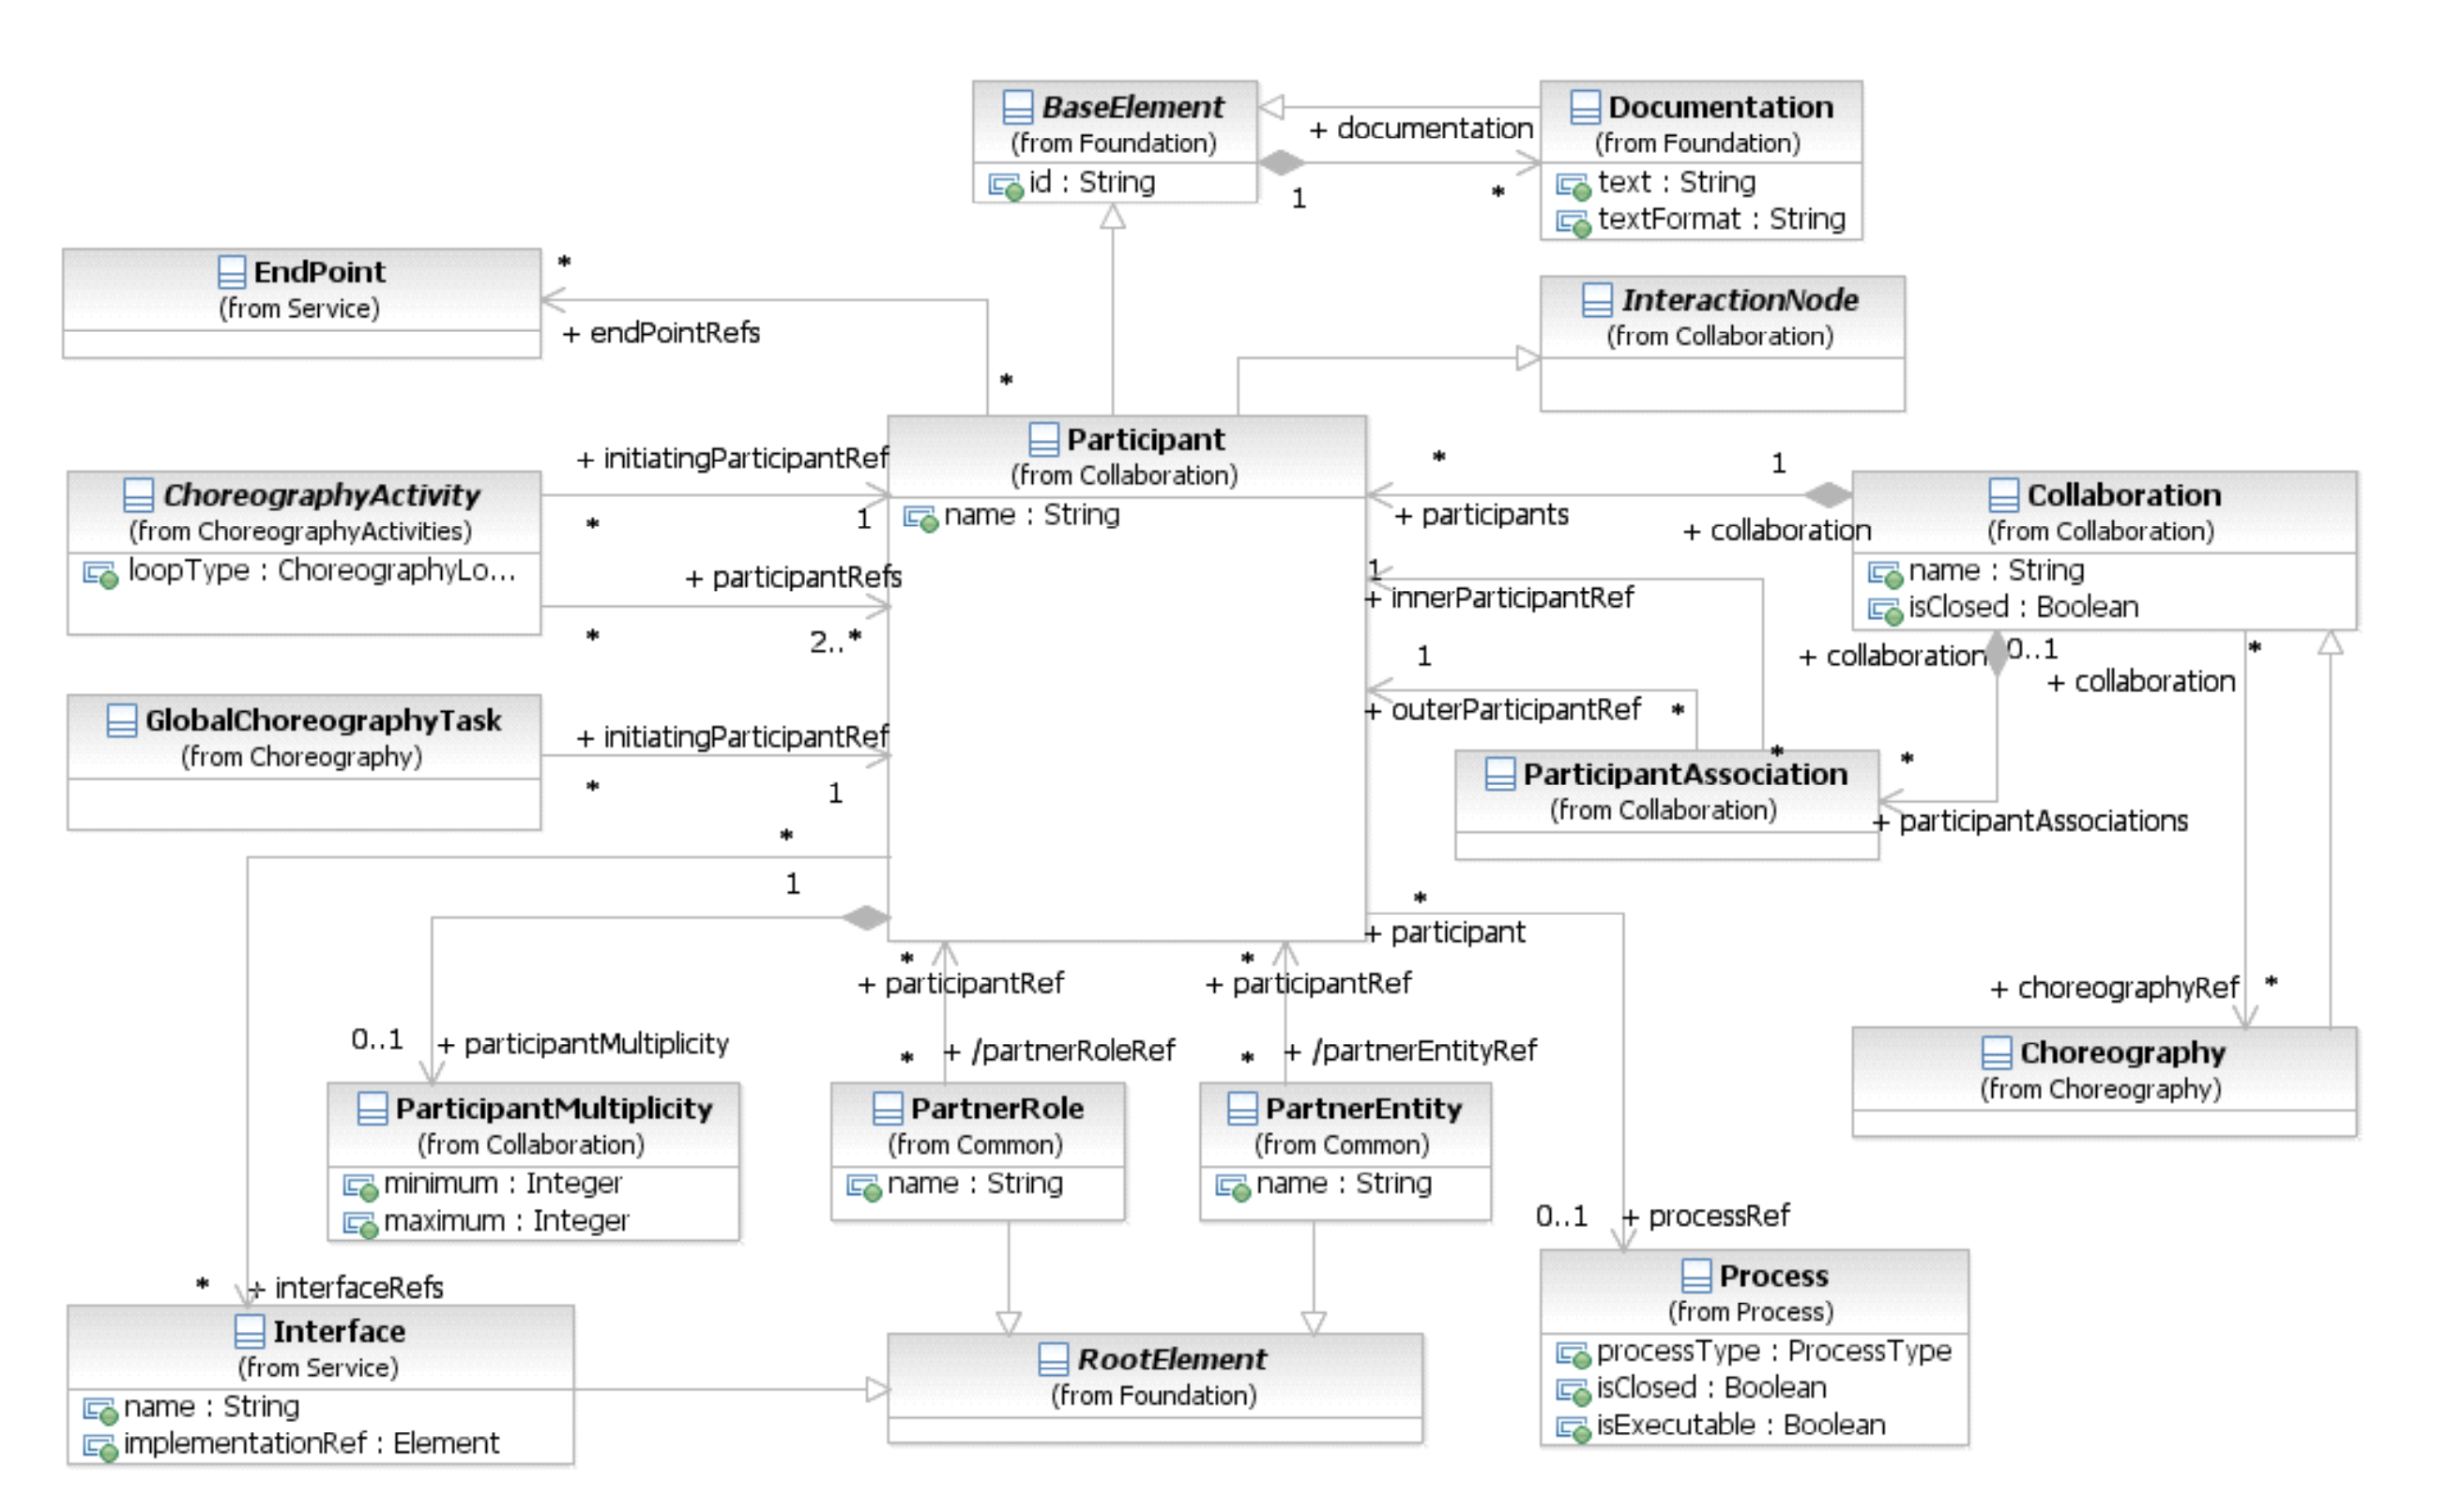 BaseElement
(from Foundation)
id : String
+ documentation
1
*
Documentation
(from Foundation)
text : String
textFormat : String
EndPoint
(from Service)
*
+ endPointRefs
*
InteractionNode
(from Collaboration)
Participant
(from Collaboration)
name : String
ChoreographyActivity
(from ChoreographyActivities)
loopType : ChoreographyLo...
+ initiatingParticipantRef
*
1
+ participantRefs
*
2..*
*
1
+ participants
+ collaboration
Collaboration
(from Collaboration)
name : String
isClosed : Boolean
1
+ innerParticipantRef
1
+ outerParticipantRef
*
*
+ collaboration
0..1
+ collaboration
*
GlobalChoreographyTask
(from Choreography)
+ initiatingParticipantRef
*
1
ParticipantAssociation
(from Collaboration)
*
+ participantAssociations
*
1
*
+ participant
*
+ participantRef
*
+ participantRef
+ choreographyRef
*
0..1
+ participantMultiplicity
*
+ /partnerRoleRef
*
+ /partnerEntityRef
Choreography
(from Choreography)
ParticipantMultiplicity
(from Collaboration)
minimum : Integer
maximum : Integer
PartnerRole
(from Common)
name : String
PartnerEntity
(from Common)
name : String
0..1
+ processRef
*
+ interfaceRefs
Interface
(from Service)
name : String
implementationRef : Element
RootElement
(from Foundation)
Process
(from Process)
processType : ProcessType
isClosed : Boolean
isExecutable : Boolean